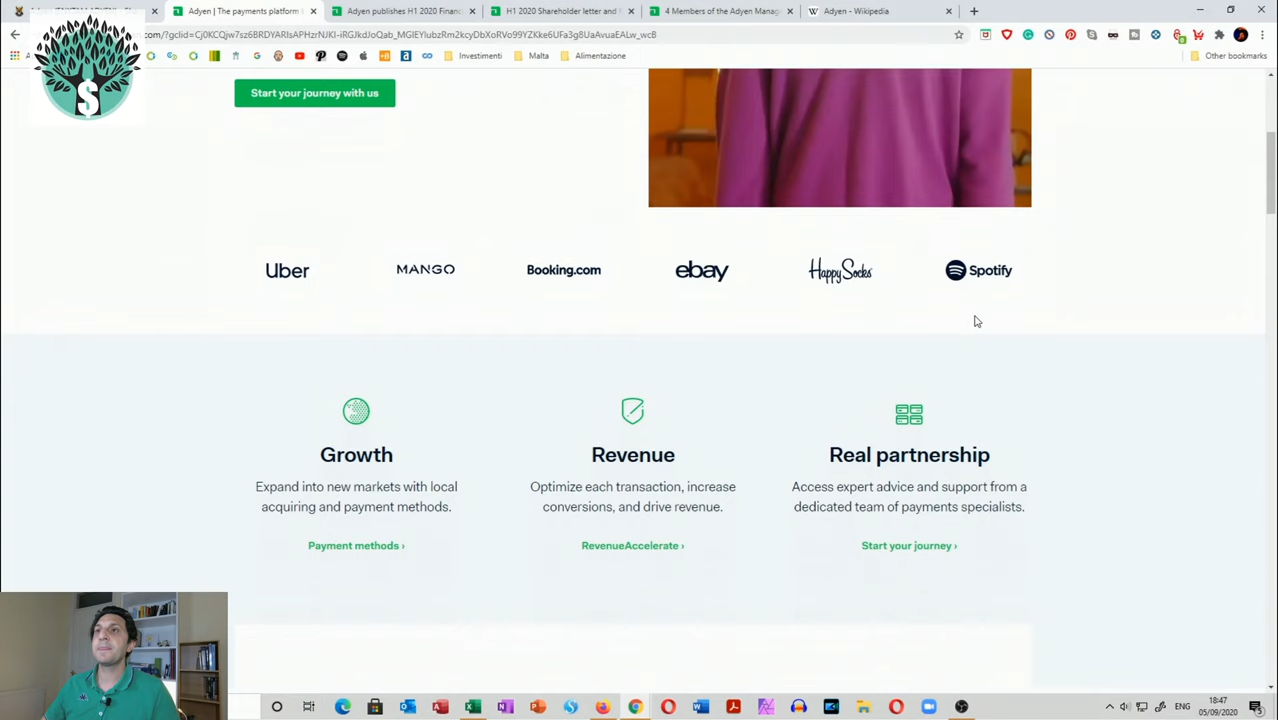 Adyen | The payments platform
Adyen publishes H1 2020 Financ
H1 2020 Shareholder letter and
4 Members of the Adyen Manag
Adyen - Wikipedia
Investimenti
Malta
Alimentazione
Other bookmarks
$
Start your journey with us
Uber
MANGO
Booking.com
ebay
Happy Socks
Spotify
Growth
Revenue
Real partnership
Expand into new markets with local
acquiring and payment methods.
Optimize each transaction, increase
conversions, and drive revenue.
Access expert advice and support from a
dedicated team of payments specialists.
Payment methods ›
RevenueAccelerate ›
Start your journey ›
ENG
18:47
05/09/2020